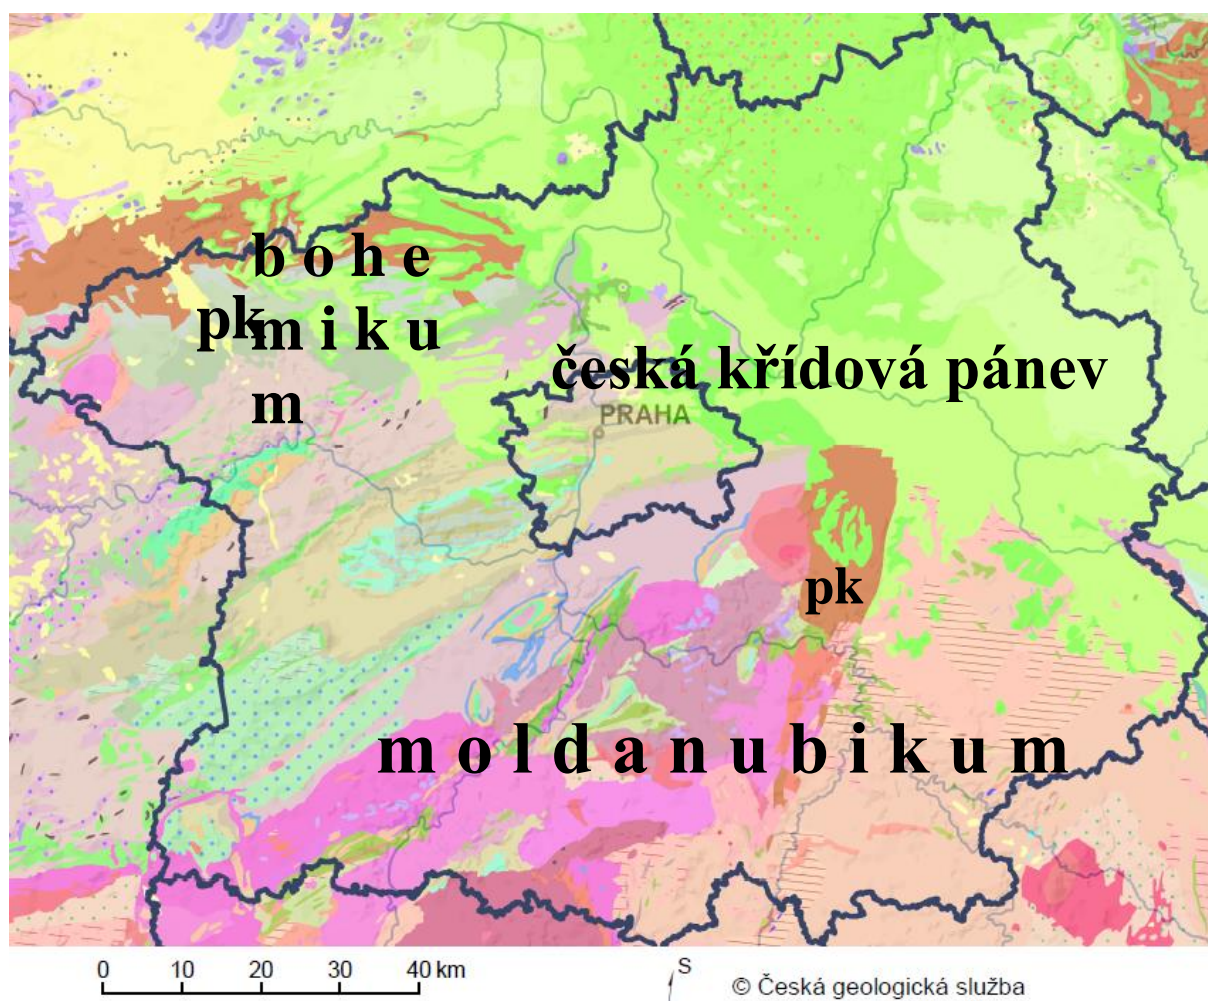 b o h e
pk
m i k u
m
česká křídová pánev
PRAHA
pk
m o l d a n u b i k u m
0 10 20 30 40 km
S
© Česká geologická služba